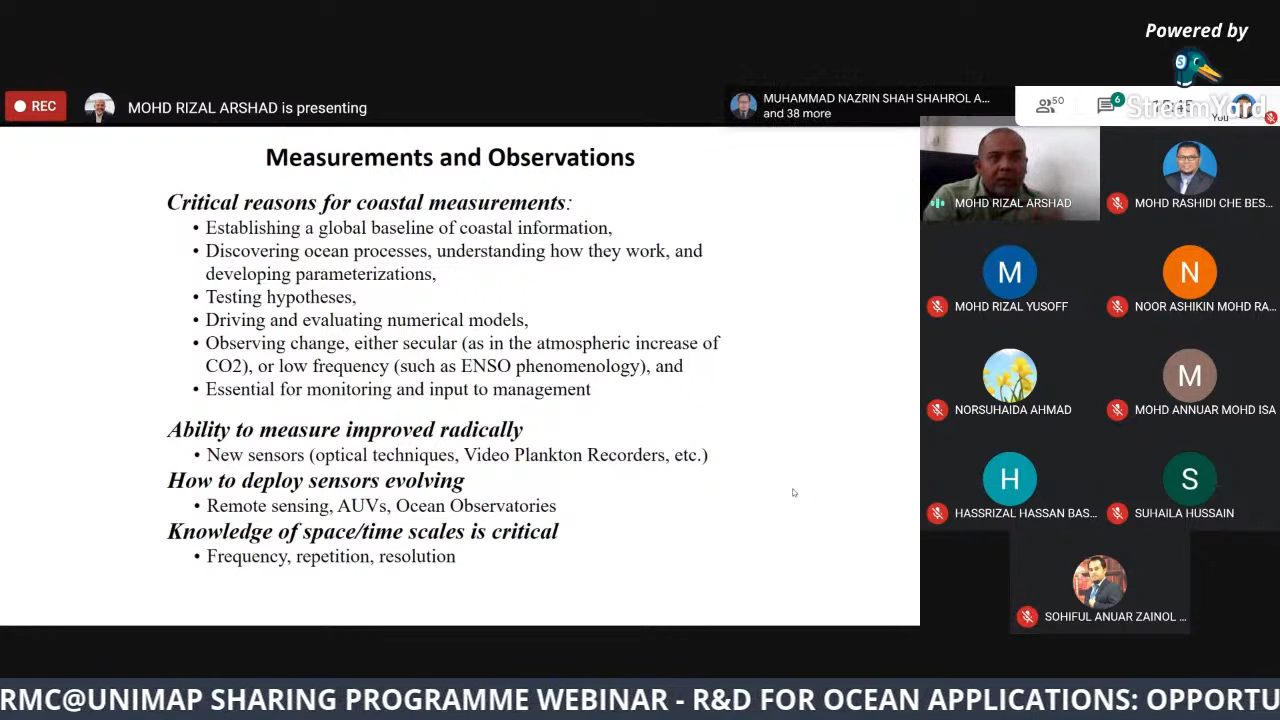 Powered by
S
StreamYard
REC
MOHD RIZAL ARSHAD is presenting
MUHAMMAD NAZRIN SHAH SHAHROL A...
and 38 more
50
6
You
Measurements and Observations
Critical reasons for coastal measurements:
• Establishing a global baseline of coastal information,
• Discovering ocean processes, understanding how they work, and
developing parameterizations,
• Testing hypotheses,
• Driving and evaluating numerical models,
• Observing change, either secular (as in the atmospheric increase of
CO2), or low frequency (such as ENSO phenomenology), and
• Essential for monitoring and input to management
Ability to measure improved radically
• New sensors (optical techniques, Video Plankton Recorders, etc.)
How to deploy sensors evolving
• Remote sensing, AUVs, Ocean Observatories
Knowledge of space/time scales is critical
• Frequency, repetition, resolution
MOHD RIZAL ARSHAD
MOHD RASHIDI CHE BES...
M
MOHD RIZAL YUSOFF
N
NOOR ASHIKIN MOHD RA...
NORSUHAIDA AHMAD
M
MOHD ANNUAR MOHD ISA
H
HASSRIZAL HASSAN BAS...
S
SUHAILA HUSSAIN
SOHIFUL ANUAR ZAINOL ...
RMC@UNIMAP SHARING PROGRAMME WEBINAR - R&D FOR OCEAN APPLICATIONS: OPPORTU